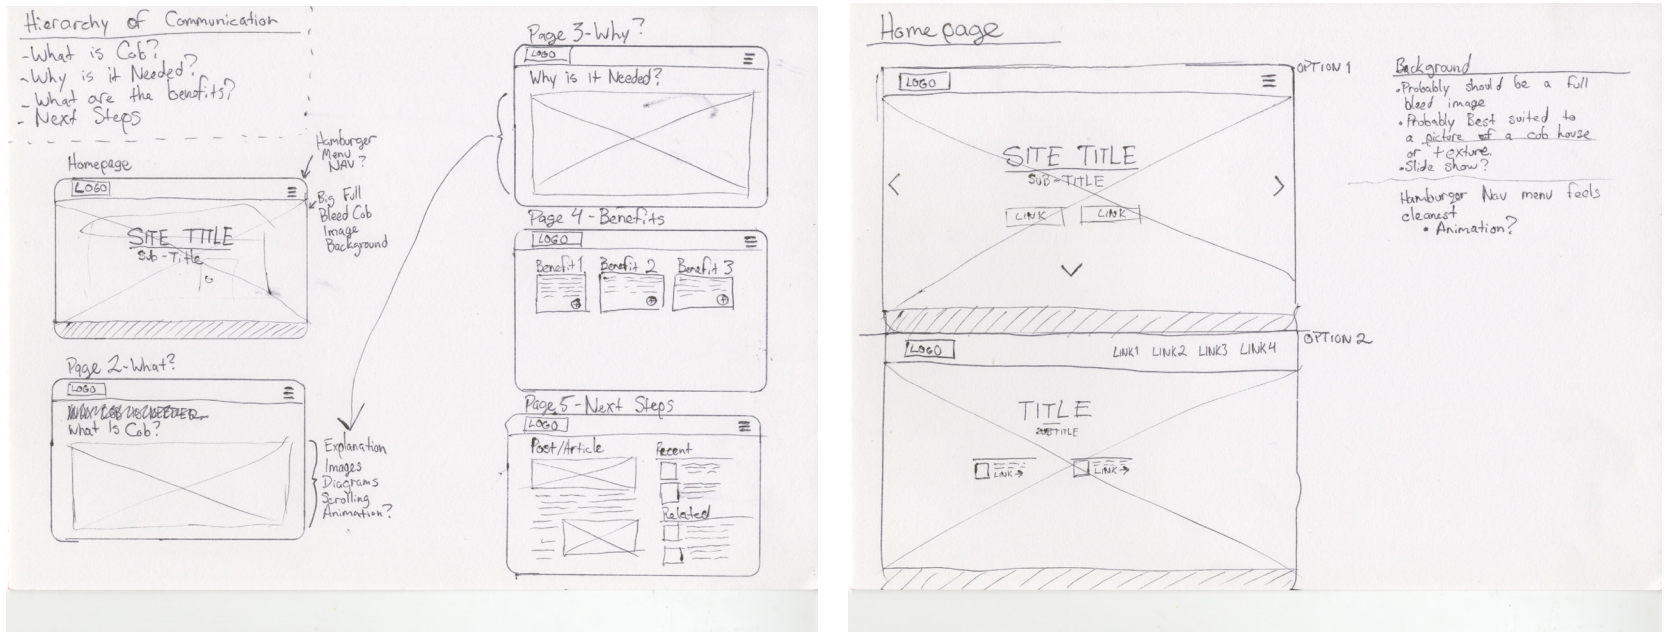 Hierarchy of Communication
- What is Cob?
- Why is it Needed?
- What are the benefits?
- Next Steps
Homepage
Hamburger
Menu
NAV?
LOGO
Big Full
Bleed Cob
Image
Background
SITE TITLE
Sub-Title
Page 2-What?
LOGO
What Is Cob?
Explanation
Images
Diagrams
Scrolling
Animation?
Page 3-Why?
LOGO
Why is it Needed?
Page 4-Benefits
LOGO
Benefit 1 Benefit 2 Benefit 3
Page 5-Next Steps
LOGO
Post/Article
Recent
Related
Homepage
OPTION 1
LOGO
SITE TITLE
SUB-TITLE
LINK LINK
OPTION 2
LOGO
LINK1 LINK2 LINK3 LINK4
TITLE
SUBTITLE
LINK→ LINK→
Background
• Probably should be a full
bleed image
• Probably Best suited to
a picture of a cob house
or texture
• Slide show?
Hamburger Nav menu feels
cleanest
• Animation?